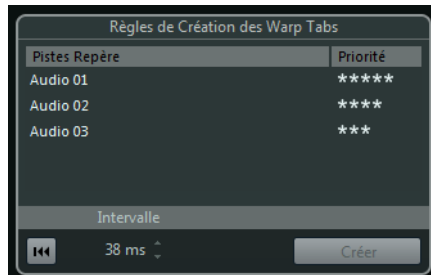 Règles de Création des Warp Tabs
Pistes Repère Priorité
Audio 01 *****
Audio 02 ****
Audio 03 ***
Intervalle
38 ms Créer